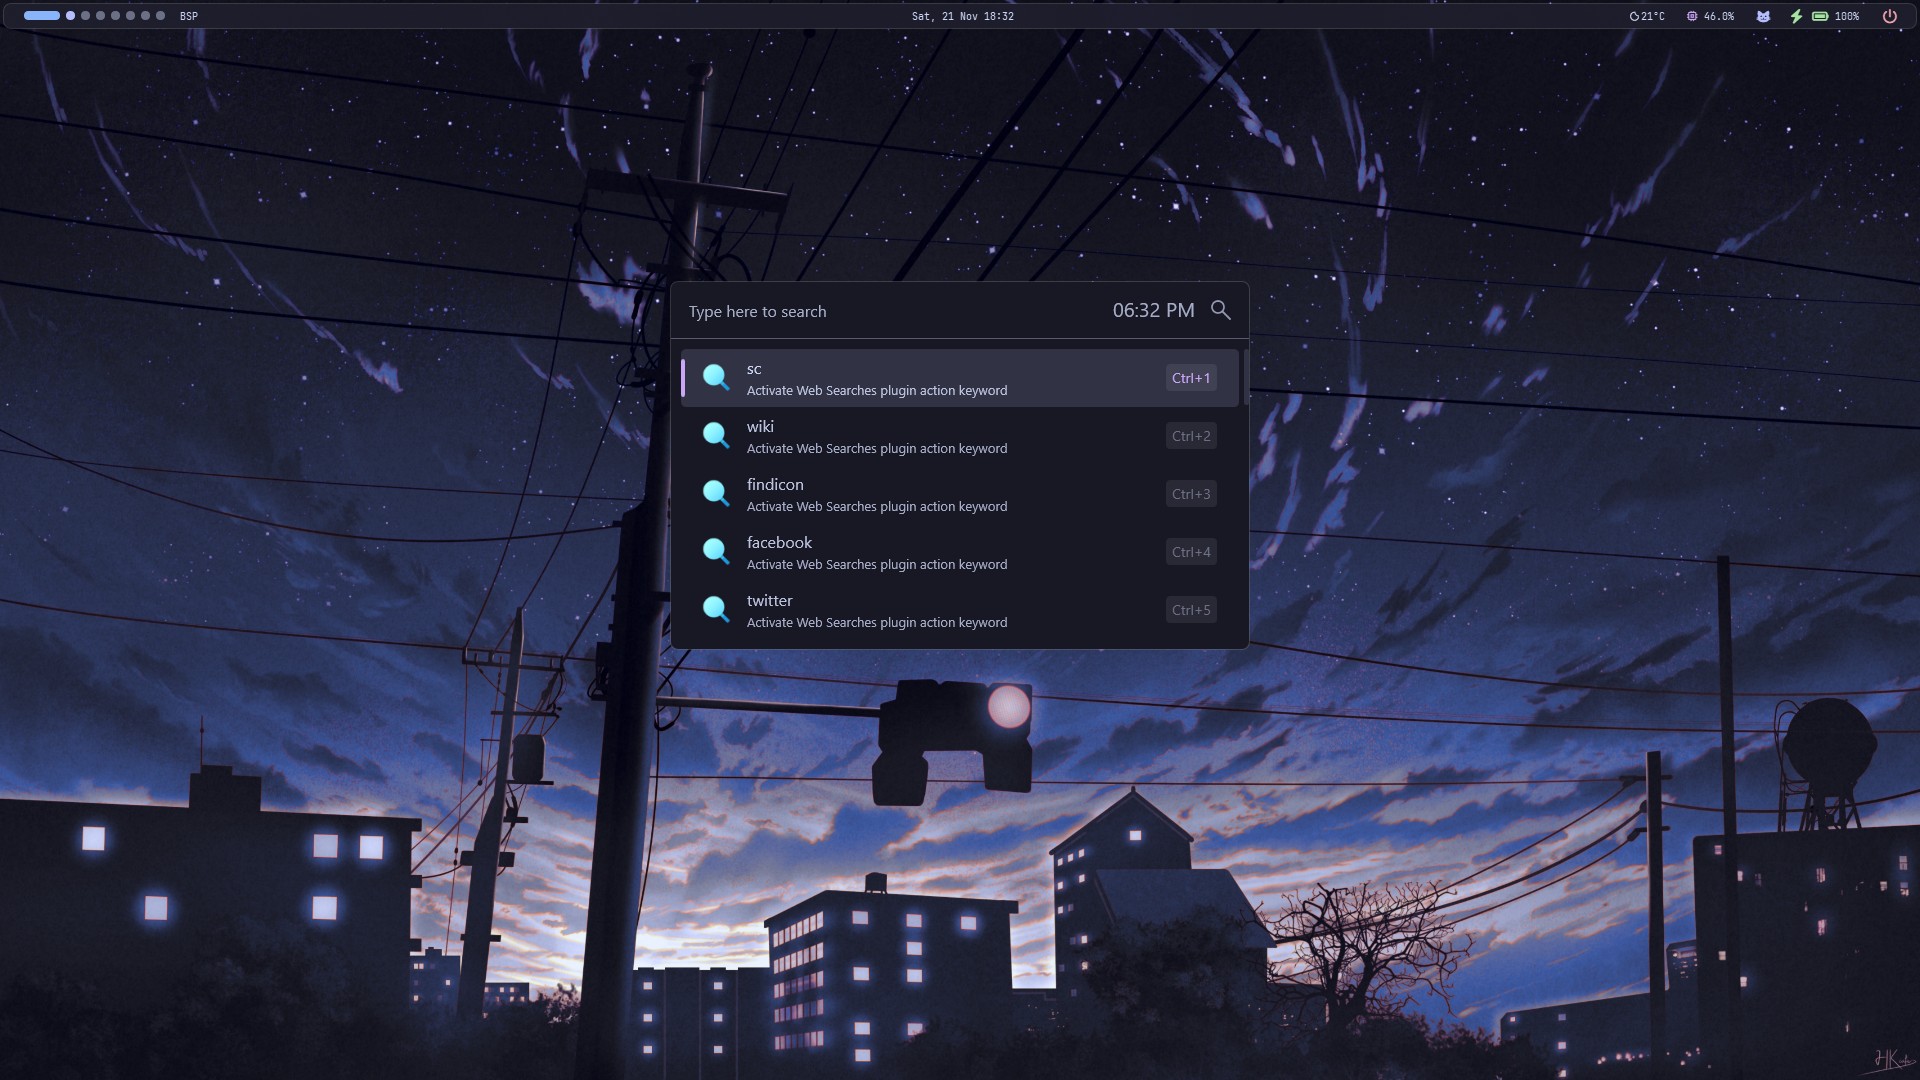 BSP
Sat, 21 Nov 18:32
21°C
46.0%
100%
Type here to search
06:32 PM
sc
Activate Web Searches plugin action keyword
Ctrl+1
wiki
Activate Web Searches plugin action keyword
Ctrl+2
findicon
Activate Web Searches plugin action keyword
Ctrl+3
facebook
Activate Web Searches plugin action keyword
Ctrl+4
twitter
Activate Web Searches plugin action keyword
Ctrl+5